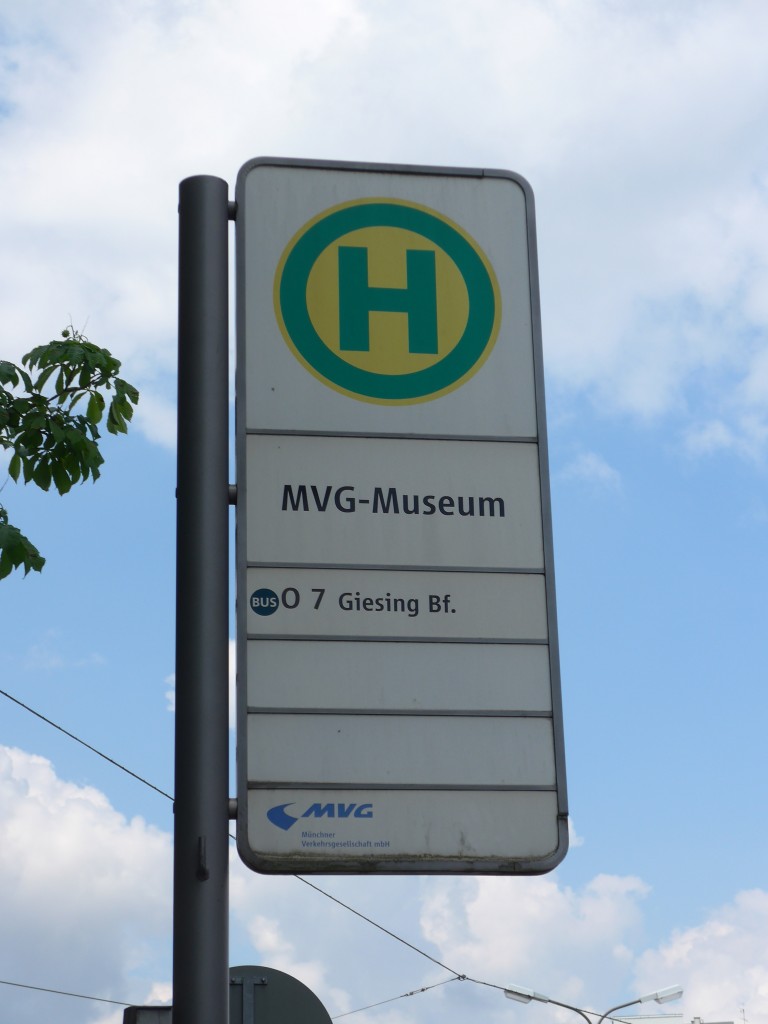 H
MVG-Museum
BUS O 7 Giesing Bf.
MVG
Münchner
Verkehrsgesellschaft mbH